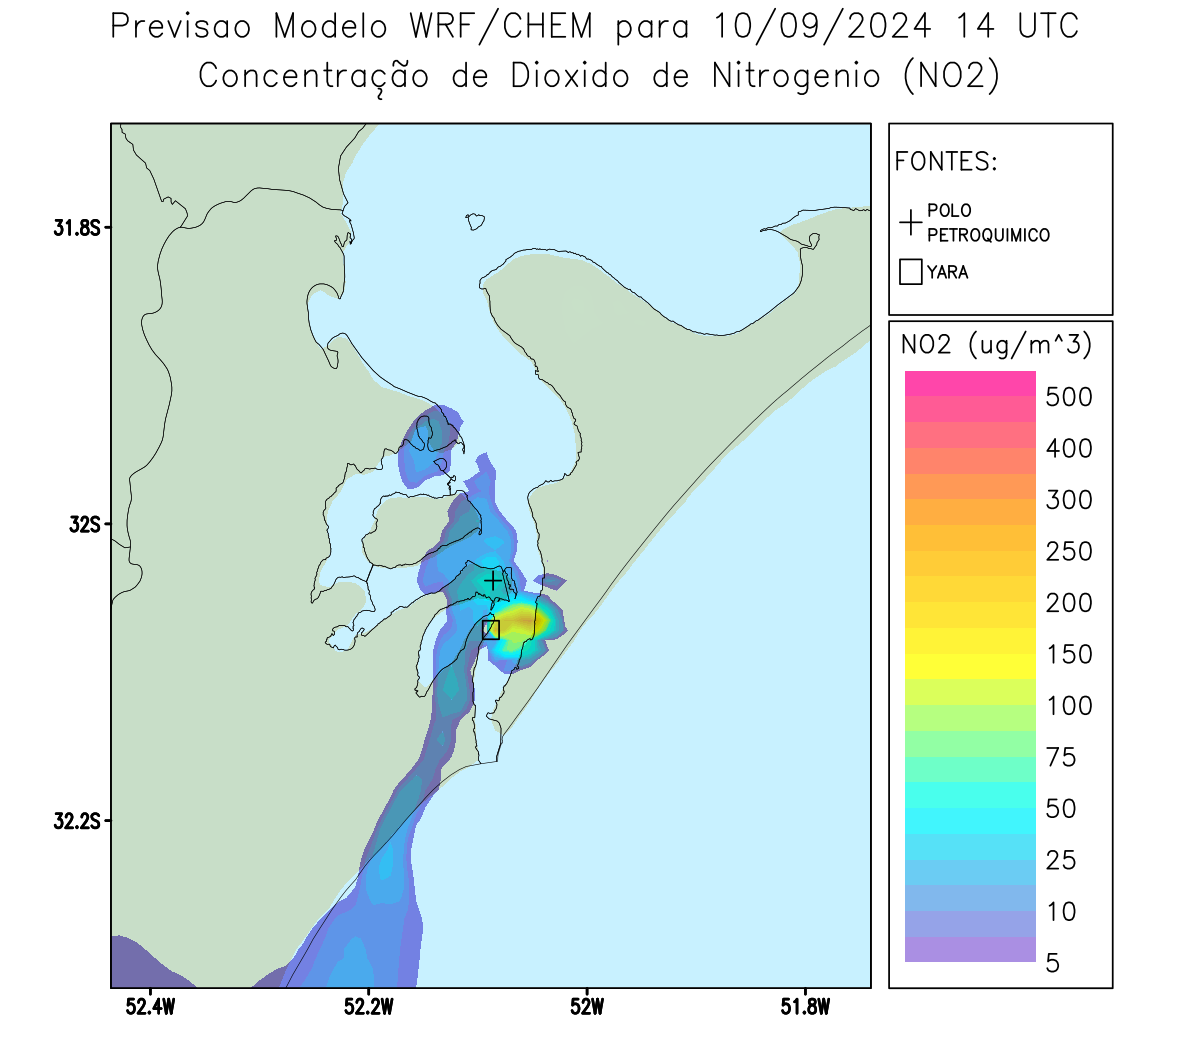 Previsao Modelo WRF/CHEM para 10/09/2024 14 UTC
Concentração de Dioxido de Nitrogenio (NO2)
FONTES:
POLO
PETROQUIMICO
YARA
NO2 (ug/m^3)
500
400
300
250
200
150
100
75
50
25
10
5
31.8S
32S
32.2S
52.4W
52.2W
52W
51.8W